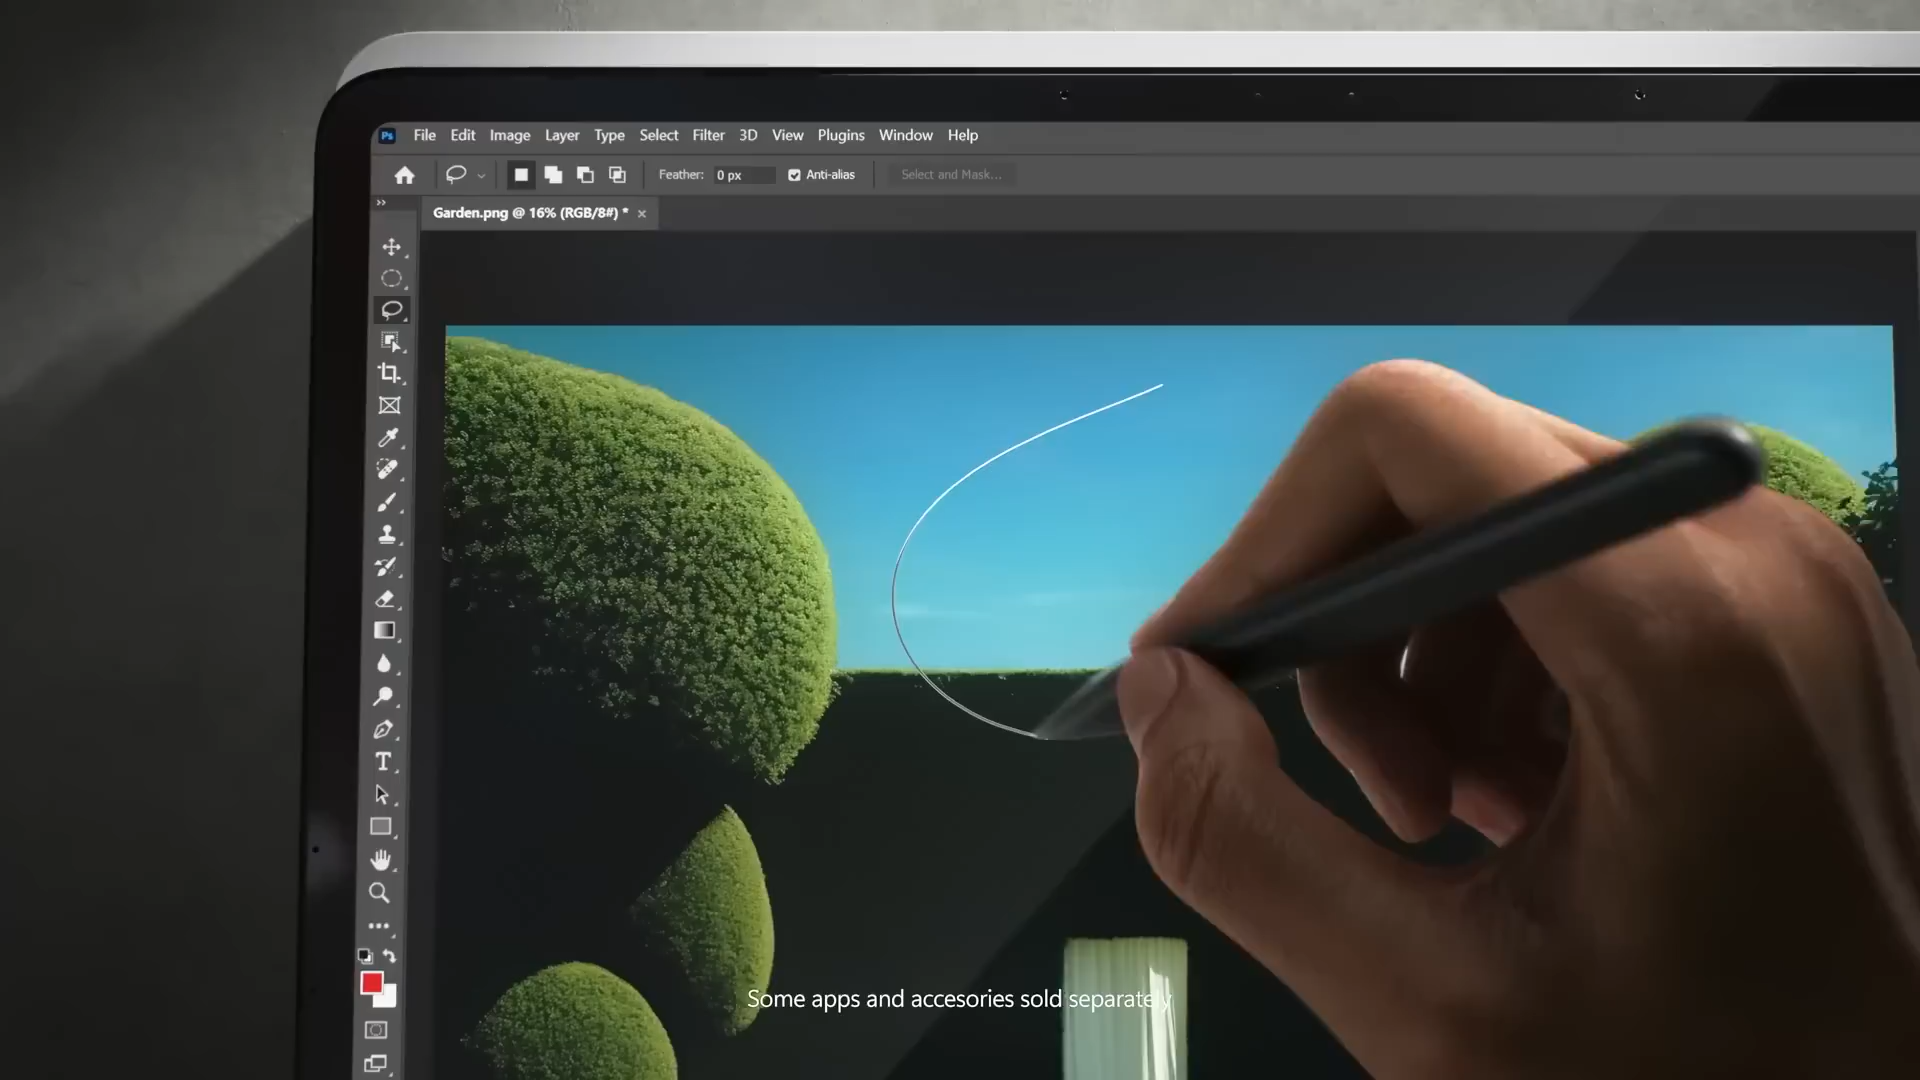 Ps File Edit Image Layer Type Select Filter 3D View Plugins Window Help
Feather: 0 px Anti-alias Select and Mask...
Garden.png @ 16% (RGB/8#) * ×
T
Some apps and accesories sold separately